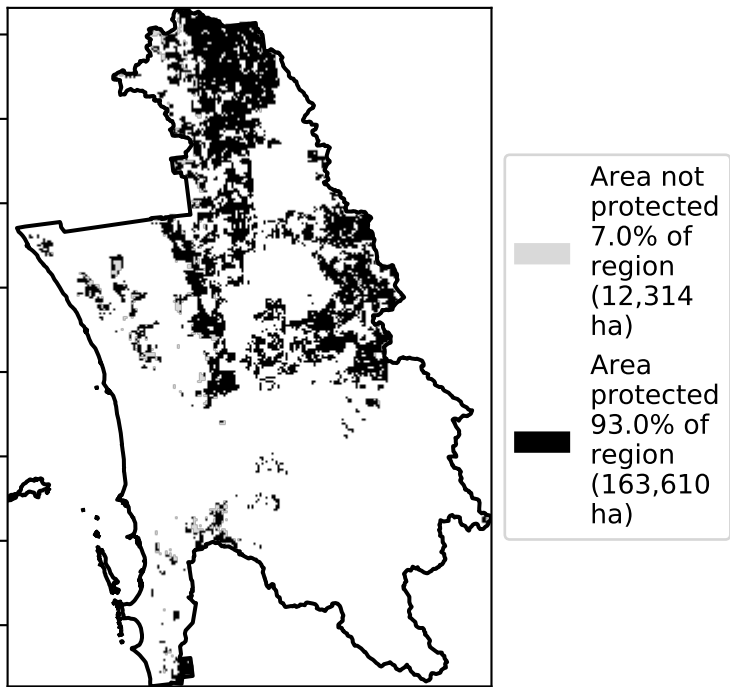 Area not
protected
7.0% of
region
(12,314
ha)
Area
protected
93.0% of
region
(163,610
ha)